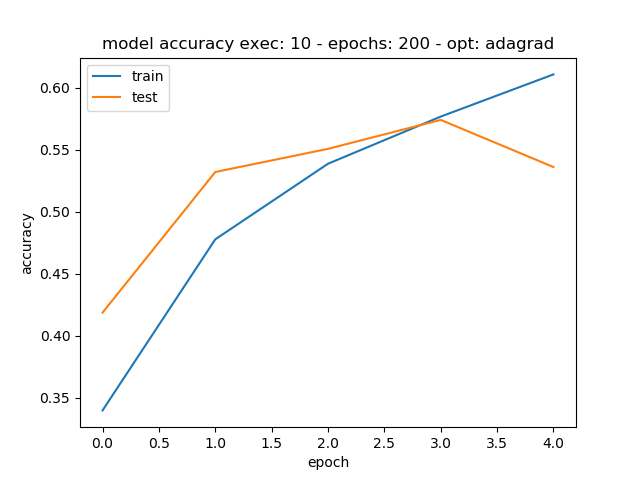 model accuracy exec: 10 - epochs: 200 - opt: adagrad
train
test
0.60
0.55
0.50
0.45
0.40
0.35
accuracy
0.0 0.5 1.0 1.5 2.0 2.5 3.0 3.5 4.0
epoch